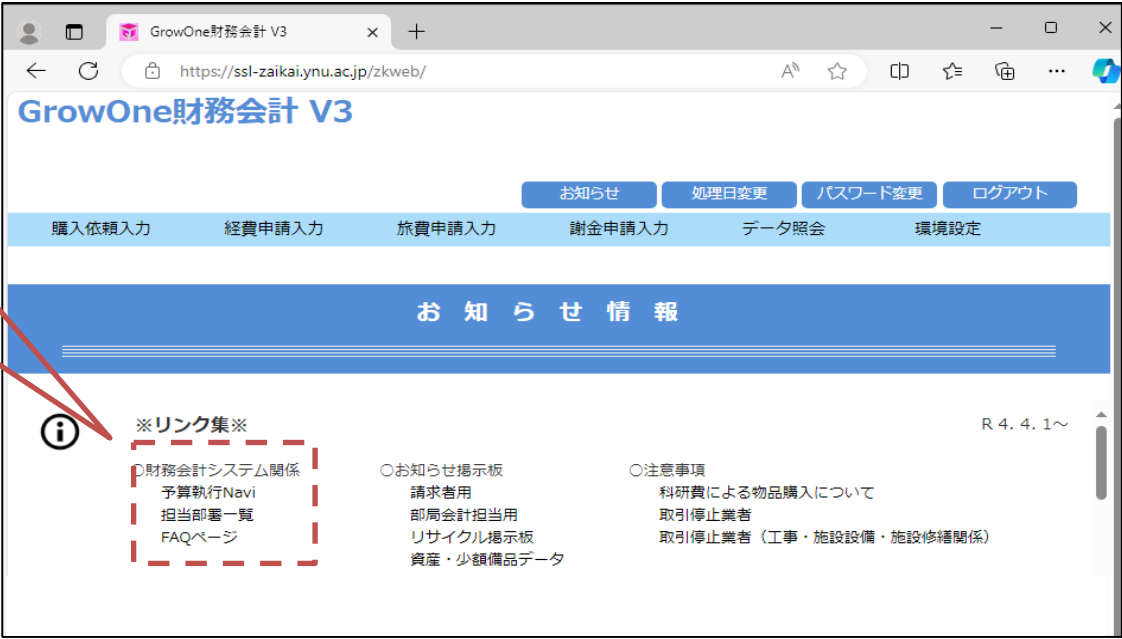 GrowOne財務会計 V3
https://ssl-zaikai.ynu.ac.jp/zkweb/
GrowOne財務会計 V3
お知らせ 処理日変更 パスワード変更 ログアウト
購入依頼入力 経費申請入力 旅費申請入力 謝金申請入力 データ照会 環境設定
お知らせ情報
※リンク集※ R 4. 4. 1～
○財務会計システム関係 ○お知らせ掲示板 ○注意事項
予算執行Navi 請求者用 科研費による物品購入について
担当部署一覧 部局会計担当用 取引停止業者
FAQページ リサイクル掲示板 取引停止業者（工事・施設設備・施設修繕関係）
資産・少額備品データ